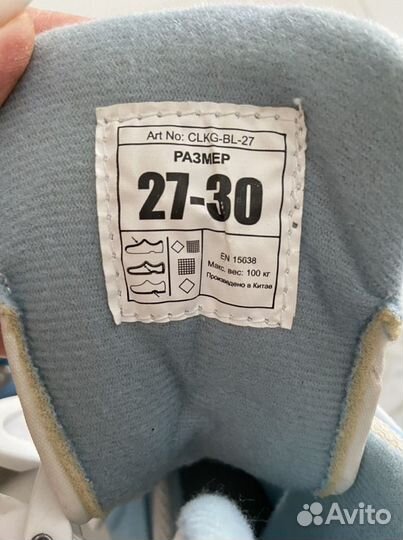 Art No: CLKG-BL-27
РАЗМЕР
27-30
EN 15638
Макс. вес: 100 кг
Произведено в Китае
Avito